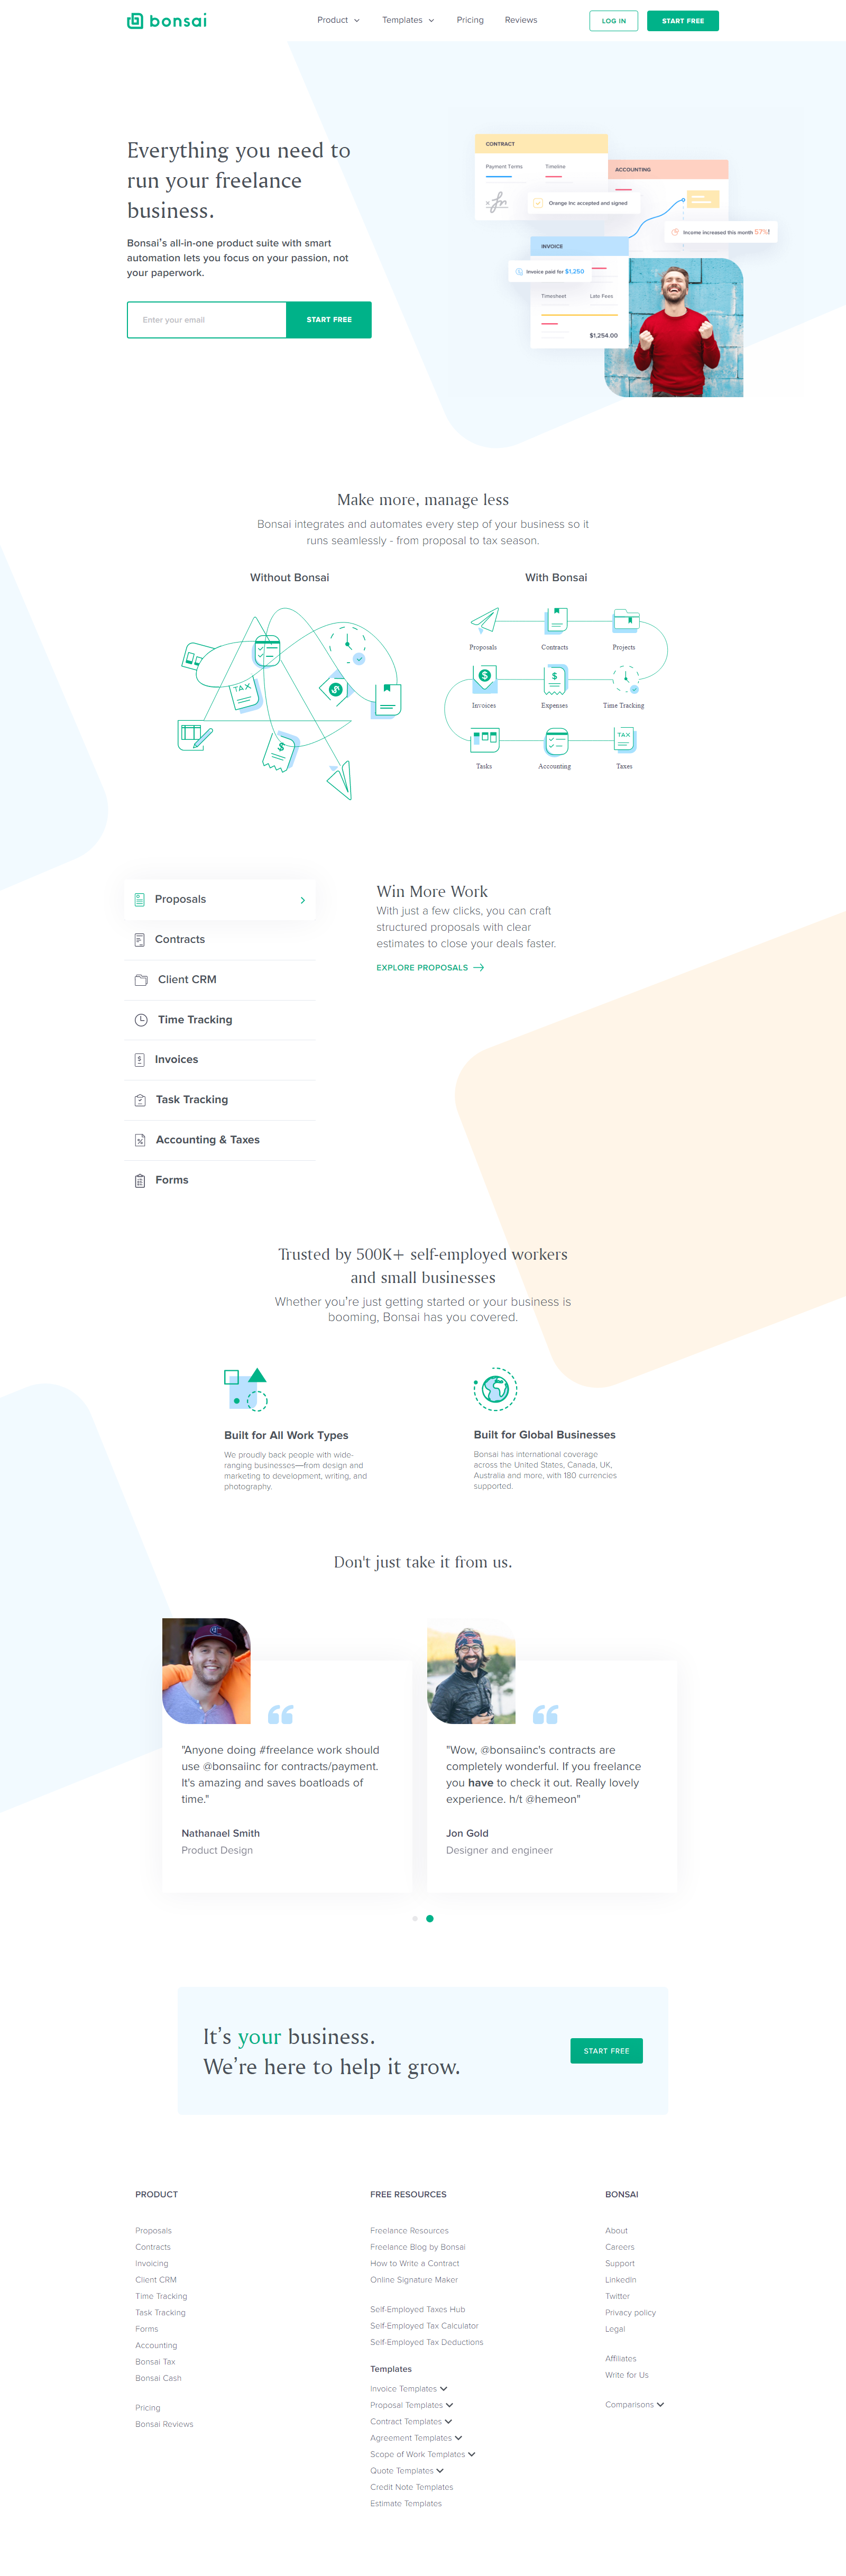 bonsai
Product
Templates
Pricing
Reviews
LOG IN
START FREE
Everything you need to
run your freelance
business.
Bonsai's all-in-one product suite with smart
automation lets you focus on your passion, not
your paperwork.
Enter your email
START FREE
CONTRACT
Payment Terms
Timeline
Orange Inc accepted and signed
ACCOUNTING
Income increased this month 57%!
INVOICE
Invoice paid for $1,250
Timesheet
Late Fees
$1,254.00
Make more, manage less
Bonsai integrates and automates every step of your business so it
runs seamlessly - from proposal to tax season.
Without Bonsai
TAX
$
$
With Bonsai
Proposals
Contracts
Projects
$
$
Invoices
Expenses
Time Tracking
TAX
Tasks
Accounting
Taxes
Proposals
Contracts
Client CRM
Time Tracking
Invoices
Task Tracking
Accounting & Taxes
Forms
Win More Work
With just a few clicks, you can craft
structured proposals with clear
estimates to close your deals faster.
EXPLORE PROPOSALS
Trusted by 500K+ self-employed workers
and small businesses
Whether you're just getting started or your business is
booming, Bonsai has you covered.
Built for All Work Types
We proudly back people with wide-
ranging businesses—from design and
marketing to development, writing, and
photography.
Built for Global Businesses
Bonsai has international coverage
across the United States, Canada, UK,
Australia and more, with 180 currencies
supported.
Don't just take it from us.
"Anyone doing #freelance work should
use @bonsaiinc for contracts/payment.
It's amazing and saves boatloads of
time."
Nathanael Smith
Product Design
"Wow, @bonsaiinc's contracts are
completely wonderful. If you freelance
you have to check it out. Really lovely
experience. h/t @hemeon"
Jon Gold
Designer and engineer
It's your business.
We're here to help it grow.
START FREE
PRODUCT
Proposals
Contracts
Invoicing
Client CRM
Time Tracking
Task Tracking
Forms
Accounting
Bonsai Tax
Bonsai Cash
Pricing
Bonsai Reviews
FREE RESOURCES
Freelance Resources
Freelance Blog by Bonsai
How to Write a Contract
Online Signature Maker
Self-Employed Taxes Hub
Self-Employed Tax Calculator
Self-Employed Tax Deductions
Templates
Invoice Templates
Proposal Templates
Contract Templates
Agreement Templates
Scope of Work Templates
Quote Templates
Credit Note Templates
Estimate Templates
BONSAI
About
Careers
Support
LinkedIn
Twitter
Privacy policy
Legal
Affiliates
Write for Us
Comparisons